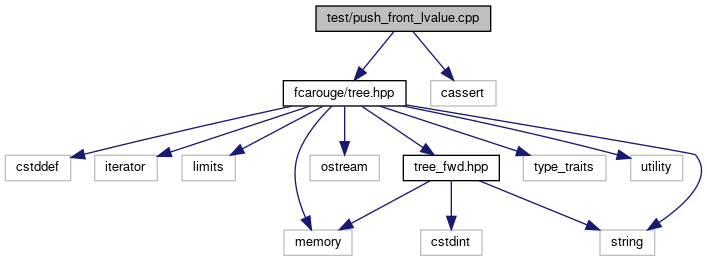 test/push_front_lvalue.cpp
fcarouge/tree.hpp
cassert
cstddef
iterator
limits
ostream
tree_fwd.hpp
type_traits
utility
memory
cstdint
string